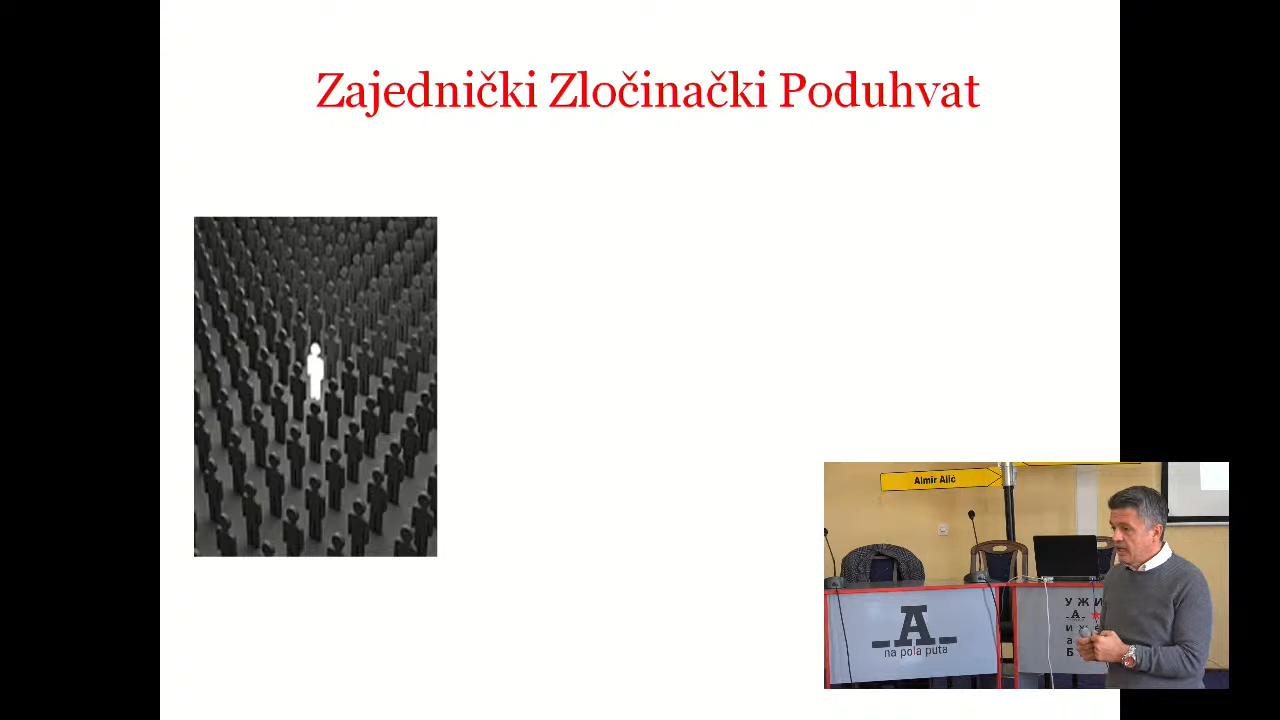 Zajednički Zločinački Poduhvat
Almir Alić
A
na pola puta
У Ж И
А
и ж е
а
Б